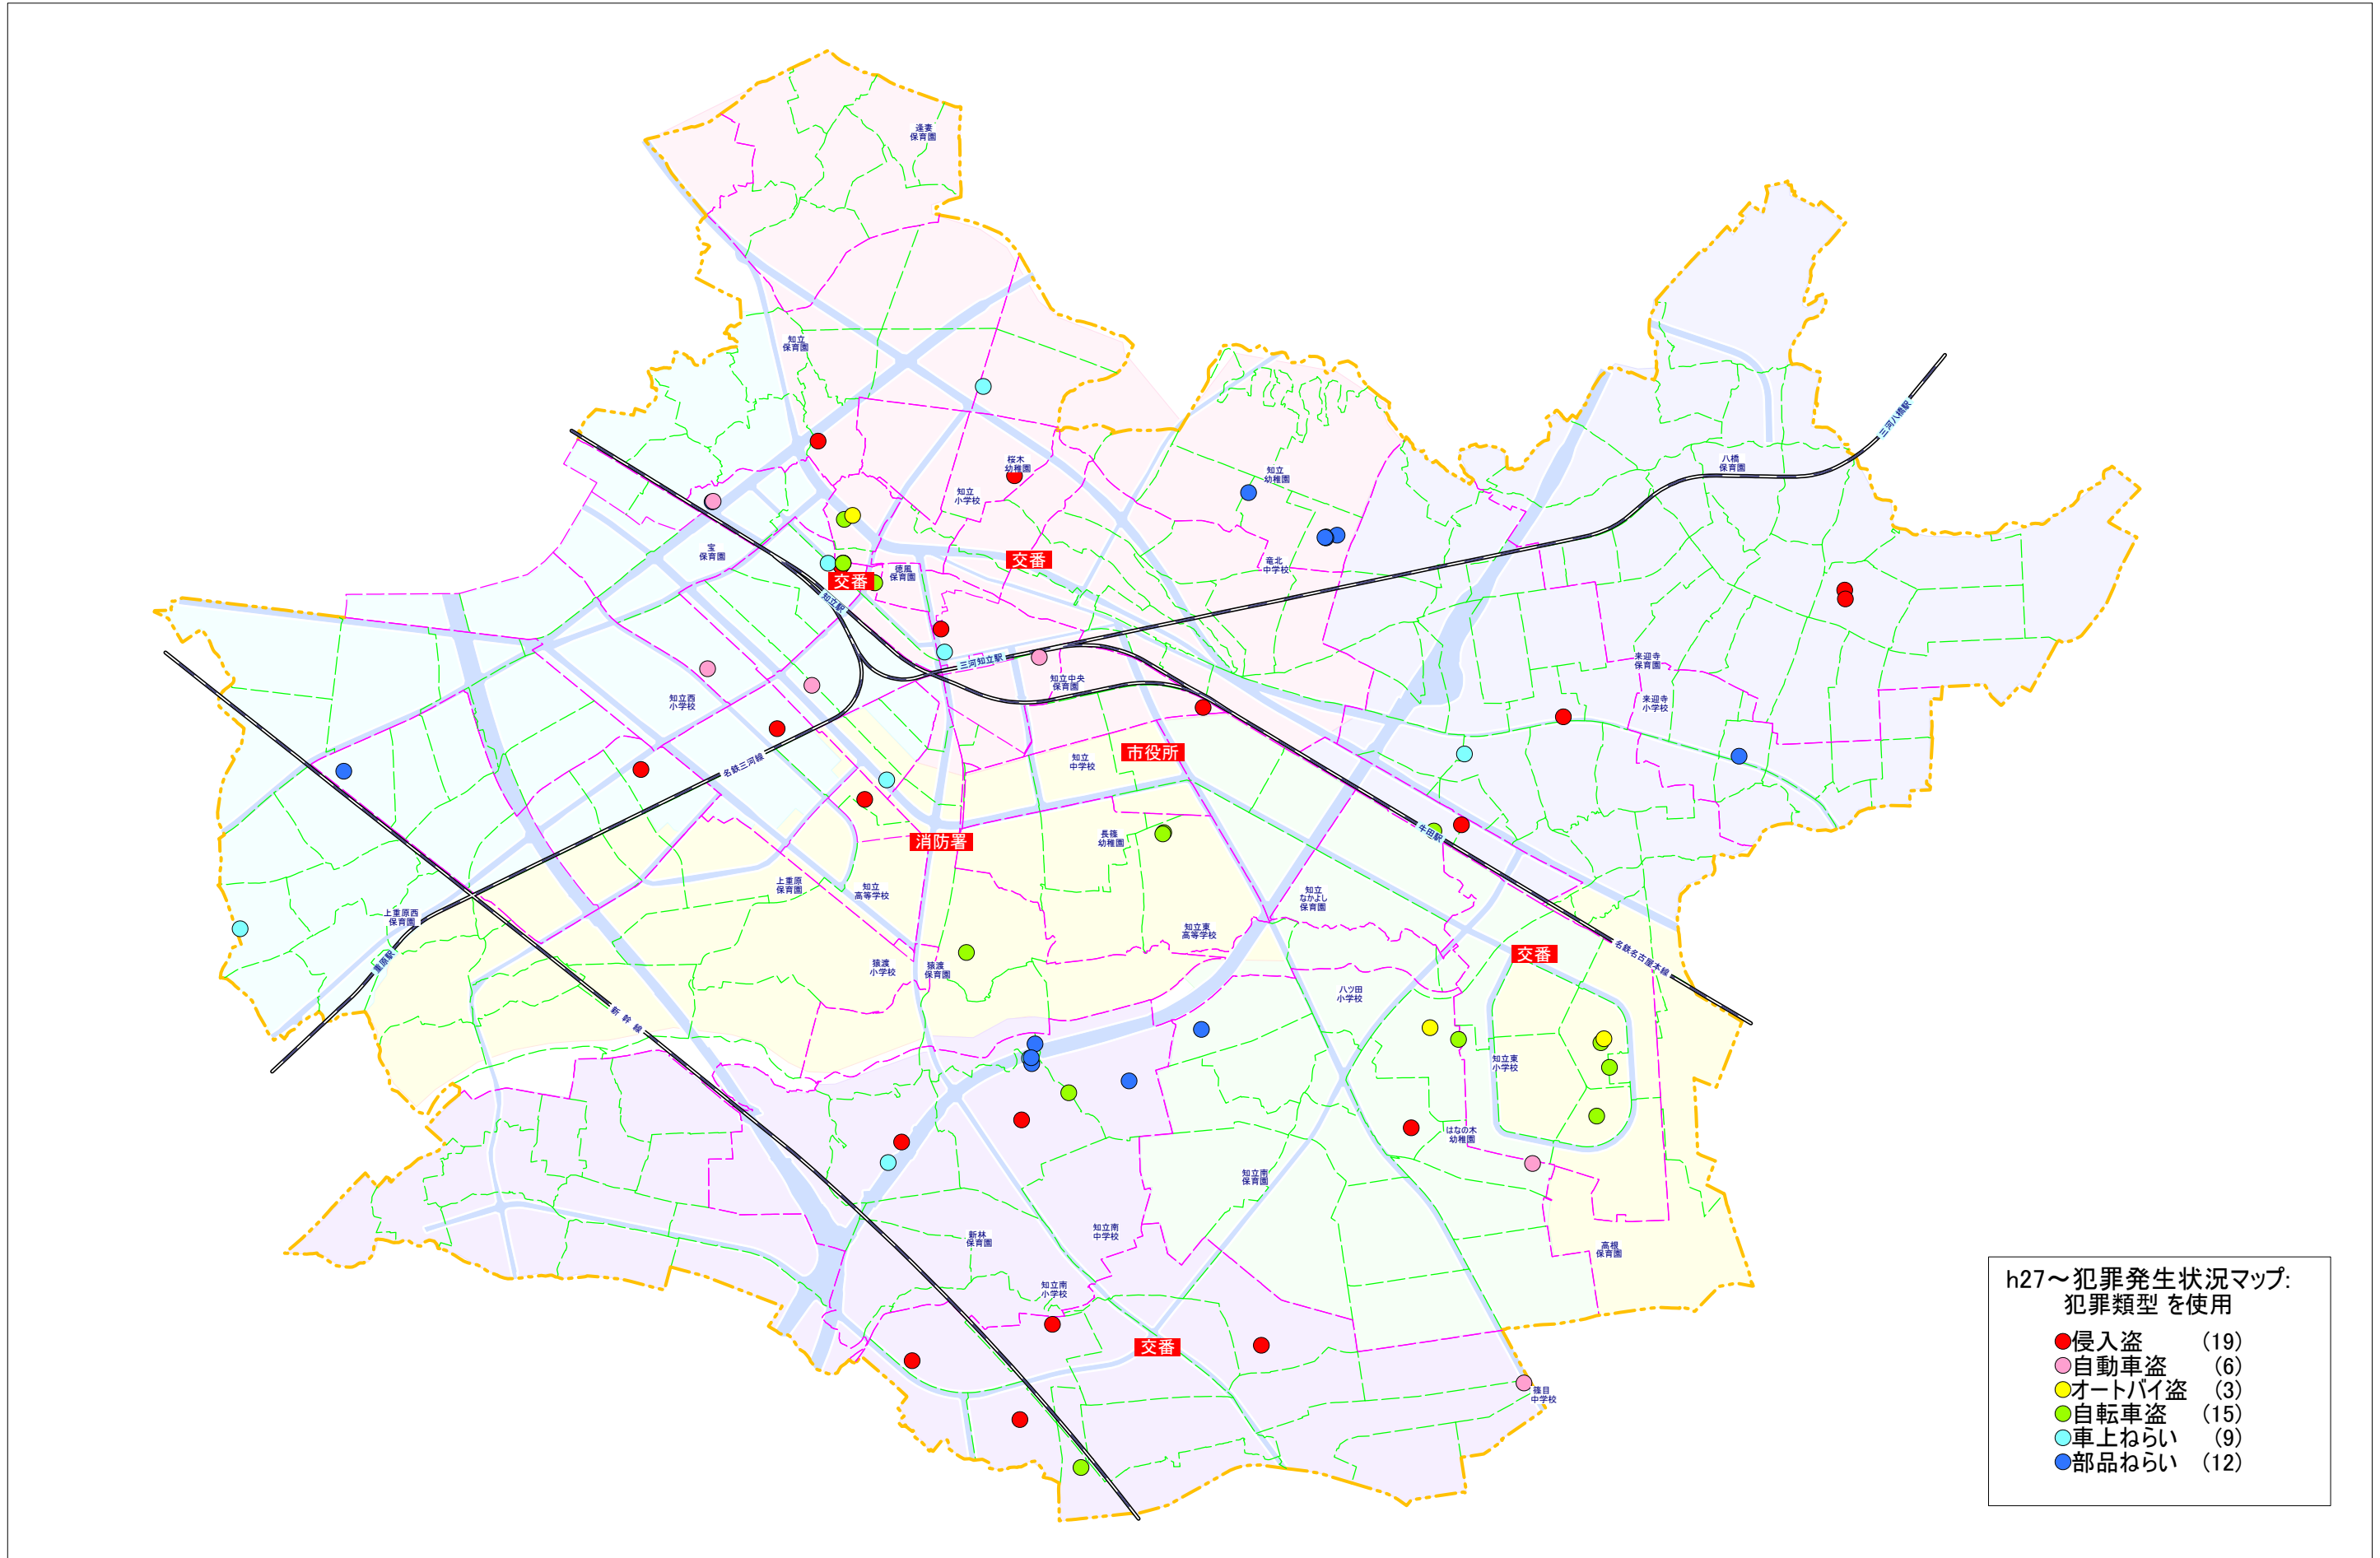 逢妻
保育園
知立
保育園
三河八橋駅
桜木
幼稚園
知立
小学校
知立
幼稚園
八橋
保育園
宝
保育園
交番
交番
徳風
保育園
竜北
中学校
知立駅
三河知立駅
知立中央
保育園
来迎寺
保育園
来迎寺
小学校
知立西
小学校
名鉄三河線
知立
中学校
市役所
消防署
長篠
幼稚園
牛田駅
上重原
保育園
知立
高等学校
知立
なかよし
保育園
上重原西
保育園
重原駅
知立東
高等学校
交番
名鉄名古屋本線
猿渡
小学校
猿渡
保育園
八ツ田
小学校
新幹線
知立東
小学校
はなの木
幼稚園
知立南
保育園
知立南
中学校
新林
保育園
高根
保育園
知立南
小学校
交番
篠目
中学校
h27～犯罪発生状況マップ:
犯罪類型 を使用
侵入盗 (19)
自動車盗 (6)
オートバイ盗 (3)
自転車盗 (15)
車上ねらい (9)
部品ねらい (12)